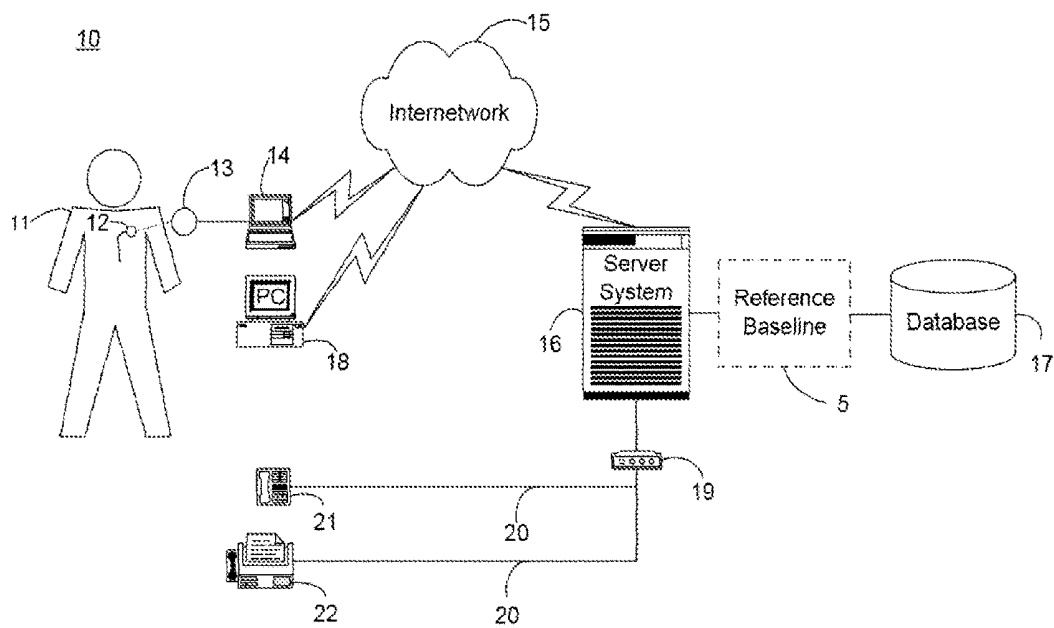 10
15
Internetwork
13
14
11
12
PC
18
Server
System
16
Reference
Baseline
5
Database
17
19
21
20
22
20